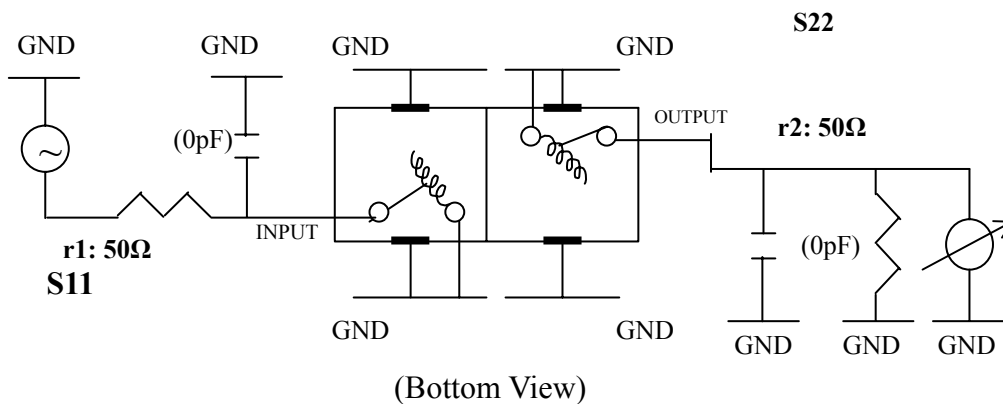 S22
GND
GND
GND
GND
(0pF)
OUTPUT
r2: 50Ω
INPUT
r1: 50Ω
S11
(0pF)
GND
GND
GND
GND
GND
(Bottom View)